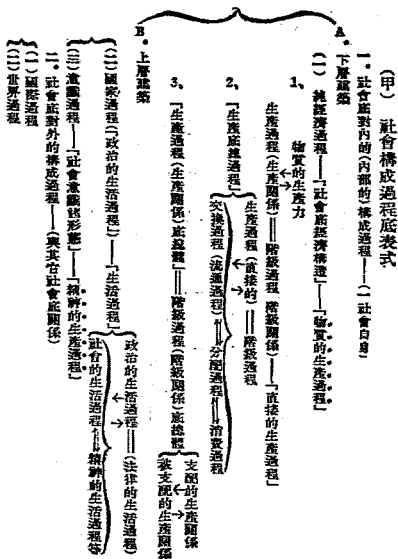 (甲) 社會構成過程底表式
一. 社會底對內的(內部的)構成過程——(一社會自身)
A. 下層建築
(一) 純經濟過程——「社會底經濟構造」——「物質的生產過程」
1、 物質的生產力
生產過程(生產關係)══階級過程(階級關係)——「直接的生產過程」
2、 「生產底總過程」
生產過程(直接的)══階級過程
交換過程(流通過程)══分配過程══消費過程
3、 「生產過程(生產關係)底總體」══階級過程(階級關係)底總體
支配的生產關係
被支配的生產關係
B. 上層建築
(二) 國家過程(「政治的生活過程」)——「生活過程」
政治的生活過程══(法律的生活過程)
社會的生活過程══精神的生活過程等
(三) 意識過程——「社會意識諸形態」——「精神的生產過程」
二. 社會底對外的構成過程——(與其它社會底關係)
(一) 國際過程
(二) 世界過程